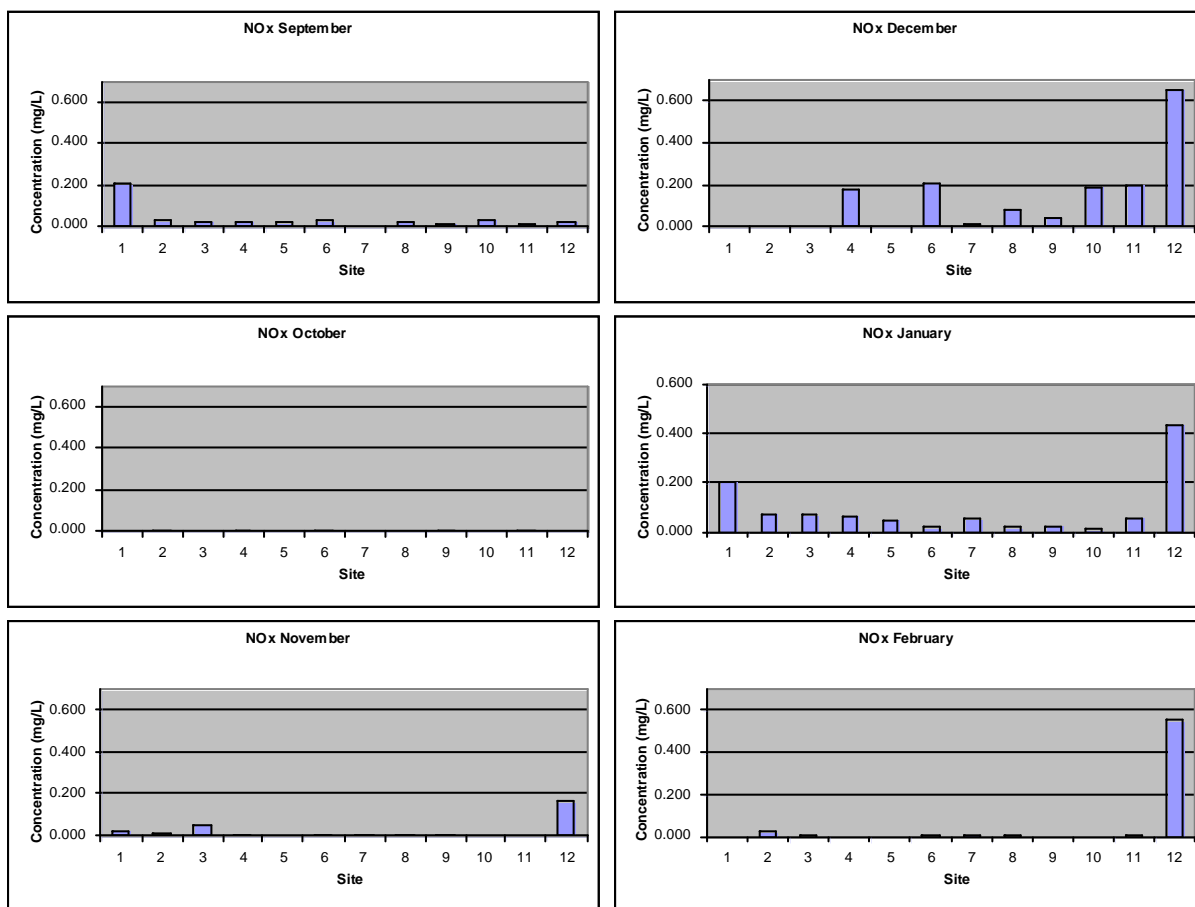 NOx September
Concentration (mg/L)
0.600
0.400
0.200
0.000
1 2 3 4 5 6 7 8 9 10 11 12
Site
NOx December
Concentration (mg/L)
0.600
0.400
0.200
0.000
1 2 3 4 5 6 7 8 9 10 11 12
Site
NOx October
Concentration (mg/L)
0.600
0.400
0.200
0.000
1 2 3 4 5 6 7 8 9 10 11 12
Site
NOx January
Concentration (mg/L)
0.600
0.400
0.200
0.000
1 2 3 4 5 6 7 8 9 10 11 12
Site
NOx November
Concentration (mg/L)
0.600
0.400
0.200
0.000
1 2 3 4 5 6 7 8 9 10 11 12
Site
NOx February
Concentration (mg/L)
0.600
0.400
0.200
0.000
1 2 3 4 5 6 7 8 9 10 11 12
Site